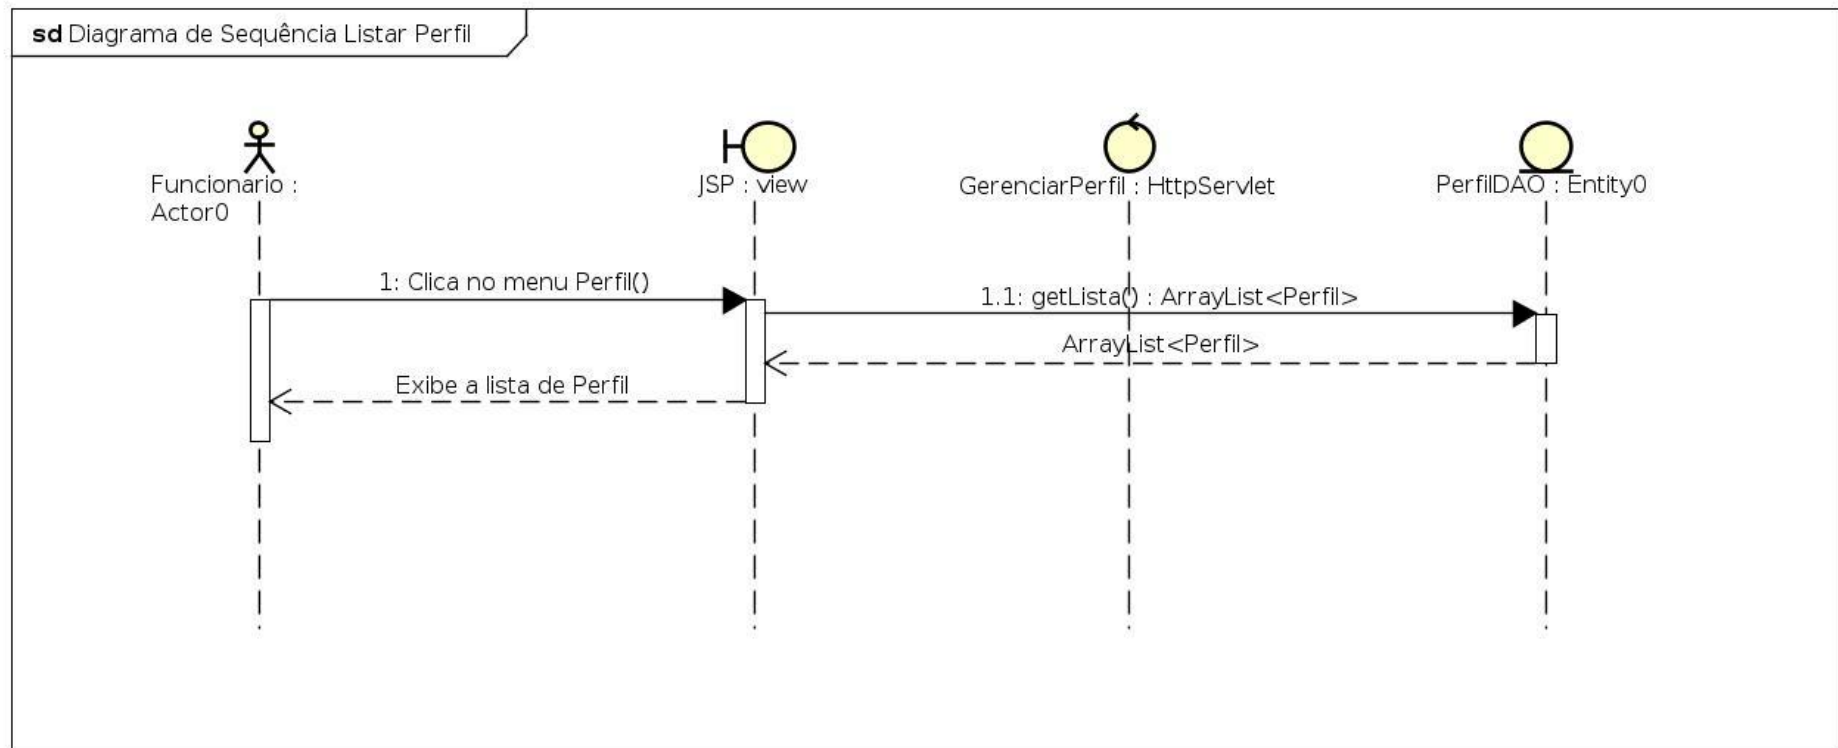 sd Diagrama de Sequência Listar Perfil
Funcionario :
Actor0
JSP : view
GerenciarPerfil : HttpServlet
PerfilDAO : Entity0
1: Clica no menu Perfil()
1.1: getLista() : ArrayList<Perfil>
ArrayList<Perfil>
Exibe a lista de Perfil